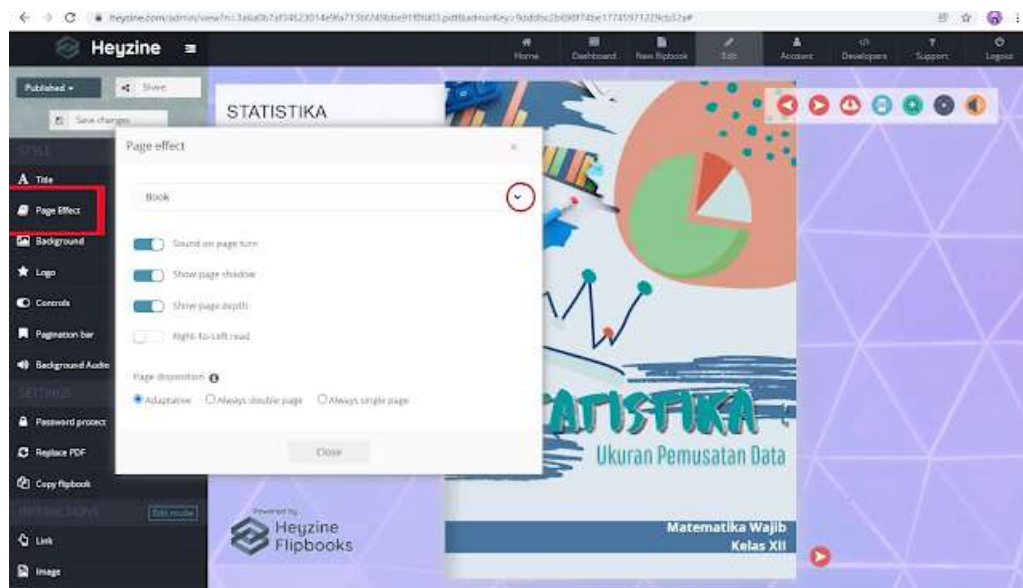 Heyzine
Home
Dashboard
New flipbook
Edit
Account
Developers
Support
Logout
Published
Share
Save changes
STYLE
Title
Page Effect
Background
Logo
Controls
Pagination bar
Background Audio
SETTINGS
Password protect
Replace PDF
Copy flipbook
INTERACTIONS
Edit mode
Link
Image
STATISTIKA
Page effect
Book
Sound on page turn
Show page shadow
Show page depth
Right-To-Left read
Page disposition
Adaptative Always double page Always single page
Close
ATISTIKA
Ukuran Pemusatan Data
Matematika Wajib
Kelas XII
Powered by
Heyzine
Flipbooks